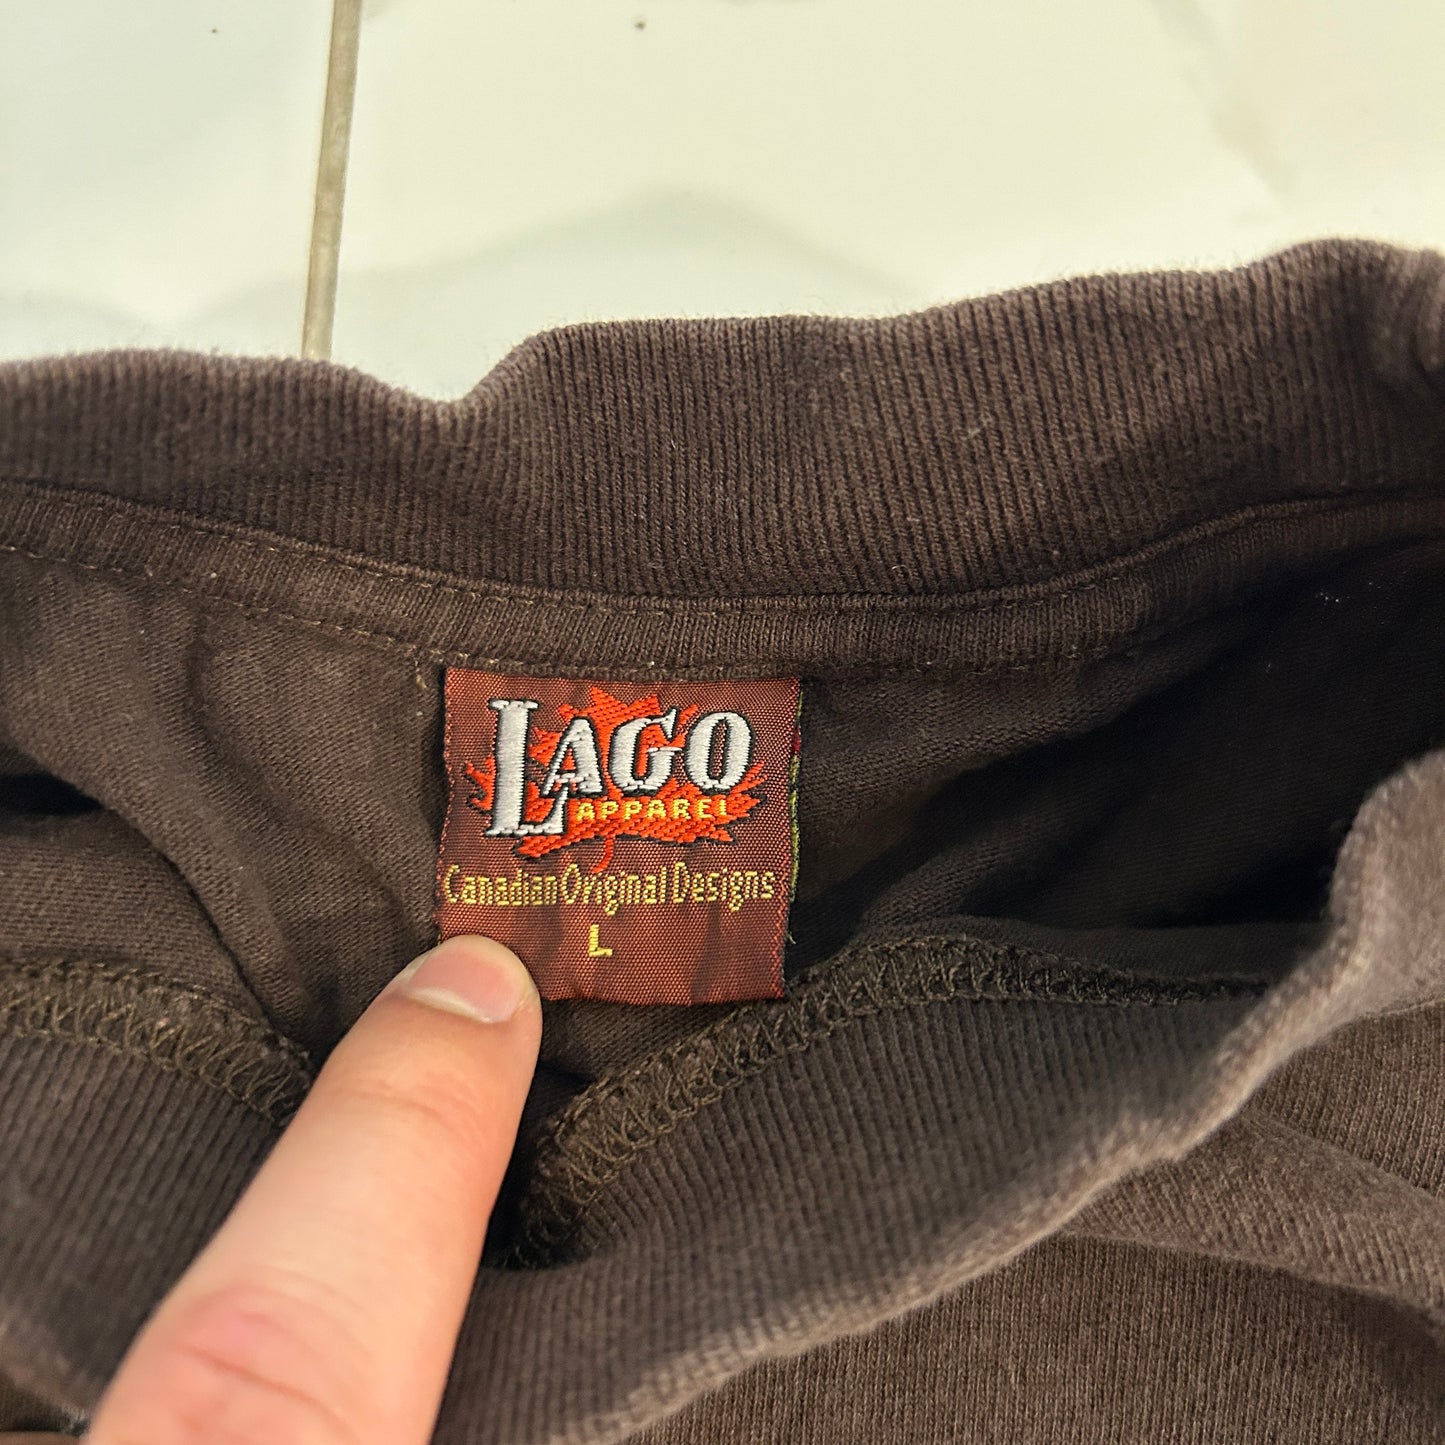 LAGO
APPAREL
Canadian Original Designs
L